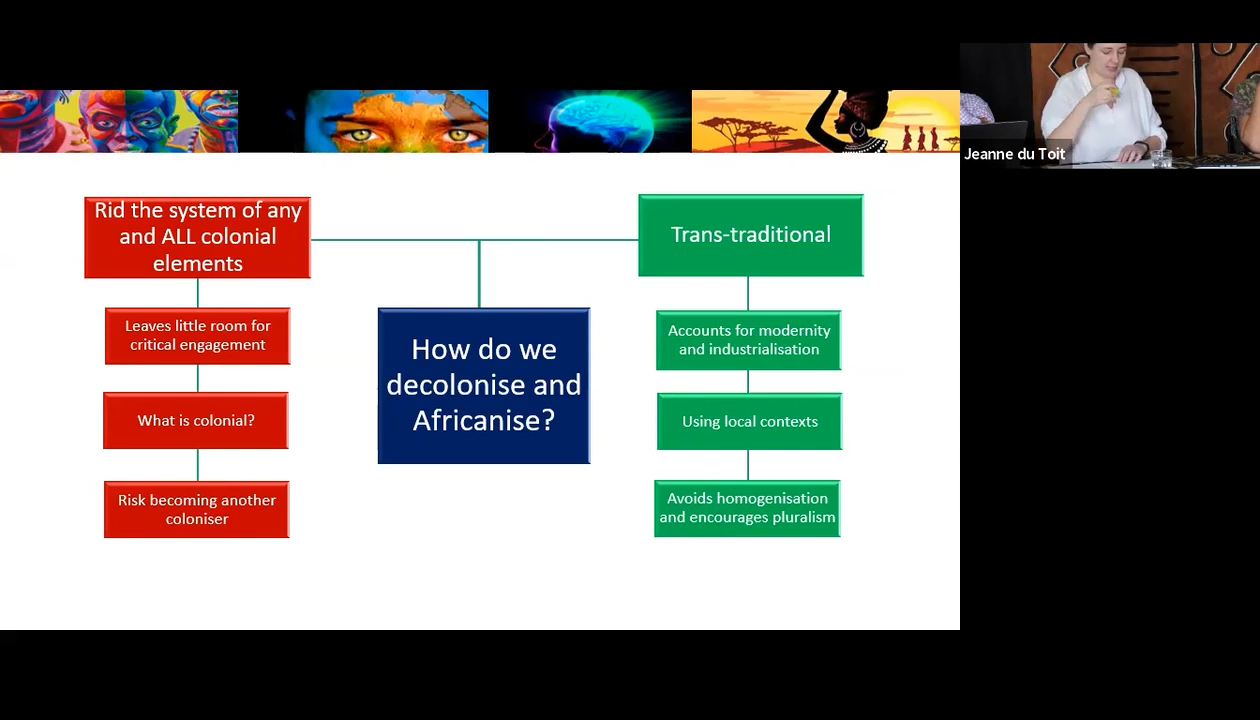 Jeanne du Toit
Rid the system of any
and ALL colonial
elements
Leaves little room for
critical engagement
What is colonial?
Risk becoming another
coloniser
How do we
decolonise and
Africanise?
Trans-traditional
Accounts for modernity
and industrialisation
Using local contexts
Avoids homogenisation
and encourages pluralism